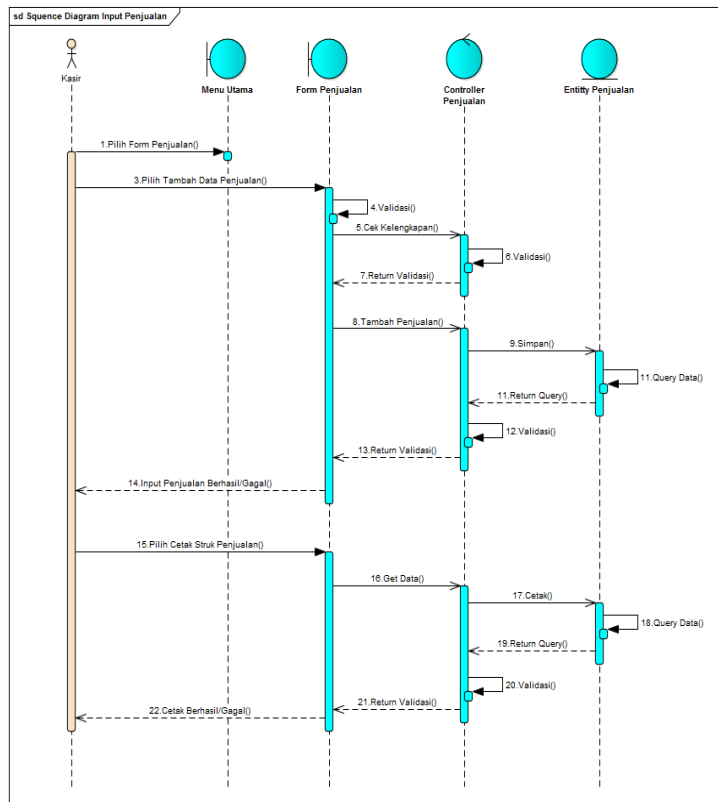 sd Squence Diagram Input Penjualan
Kasir
Menu Utama
Form Penjualan
Controller
Penjualan
Entitty Penjualan
1.Pilih Form Penjualan()
3.Pilih Tambah Data Penjualan()
4.Validasi()
5.Cek Kelengkapan()
6.Validasi()
7.Return Validasi()
8.Tambah Penjualan()
9.Simpan()
11.Query Data()
11.Return Query()
12.Validasi()
13.Return Validasi()
14.Input Penjualan Berhasil/Gagal()
15.Pilih Cetak Struk Penjualan()
16.Get Data()
17.Cetak()
18.Query Data()
19.Return Query()
20.Validasi()
21.Return Validasi()
22.Cetak Berhasil/Gagal()